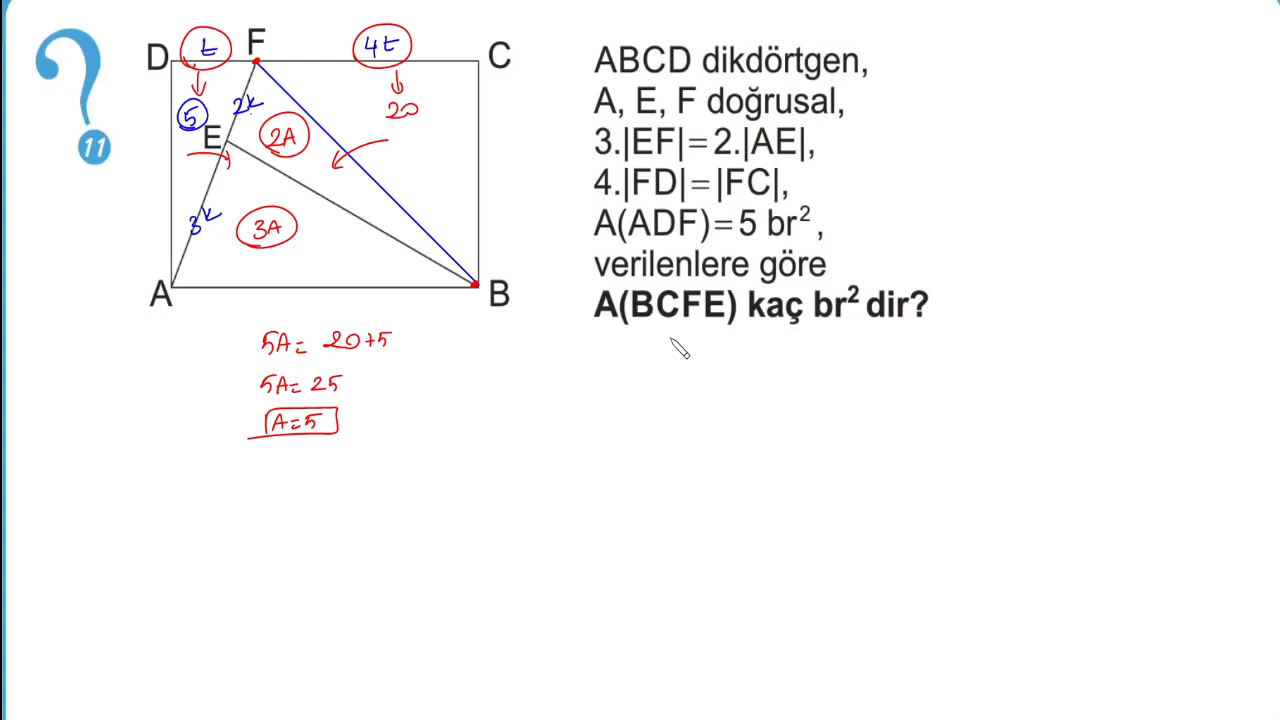 ?
11
D t F 4t C
5 2k 20
E 2A
3k 3A
A B
5A= 20+5
5A= 25
A=5
ABCD dikdörtgen,
A, E, F doğrusal,
3.|EF|=2.|AE|,
4.|FD|=|FC|,
A(ADF)=5 br²,
verilenlere göre
A(BCFE) kaç br² dir?